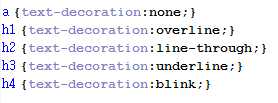 a {text-decoration:none;}
h1 {text-decoration:overline;}
h2 {text-decoration:line-through;}
h3 {text-decoration:underline;}
h4 {text-decoration:blink;}